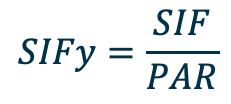 SIFy = SIF / PAR